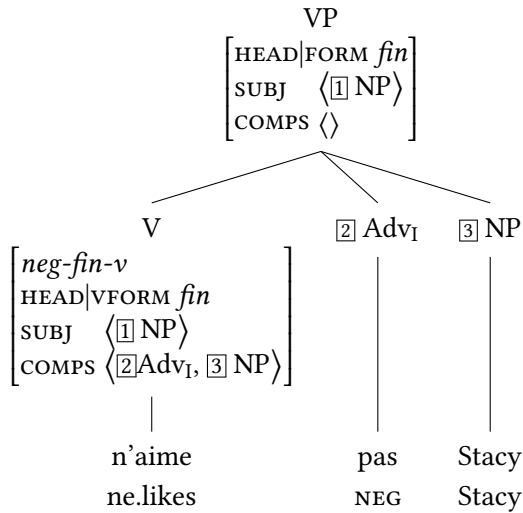 VP
[HEAD|FORM fin
SUBJ ⟨[1] NP⟩
COMPS ⟨⟩]
V [2] Adv_I [3] NP
[neg-fin-v
HEAD|VFORM fin
SUBJ ⟨[1] NP⟩
COMPS ⟨[2]Adv_I, [3] NP⟩]
n'aime pas Stacy
ne.likes NEG Stacy